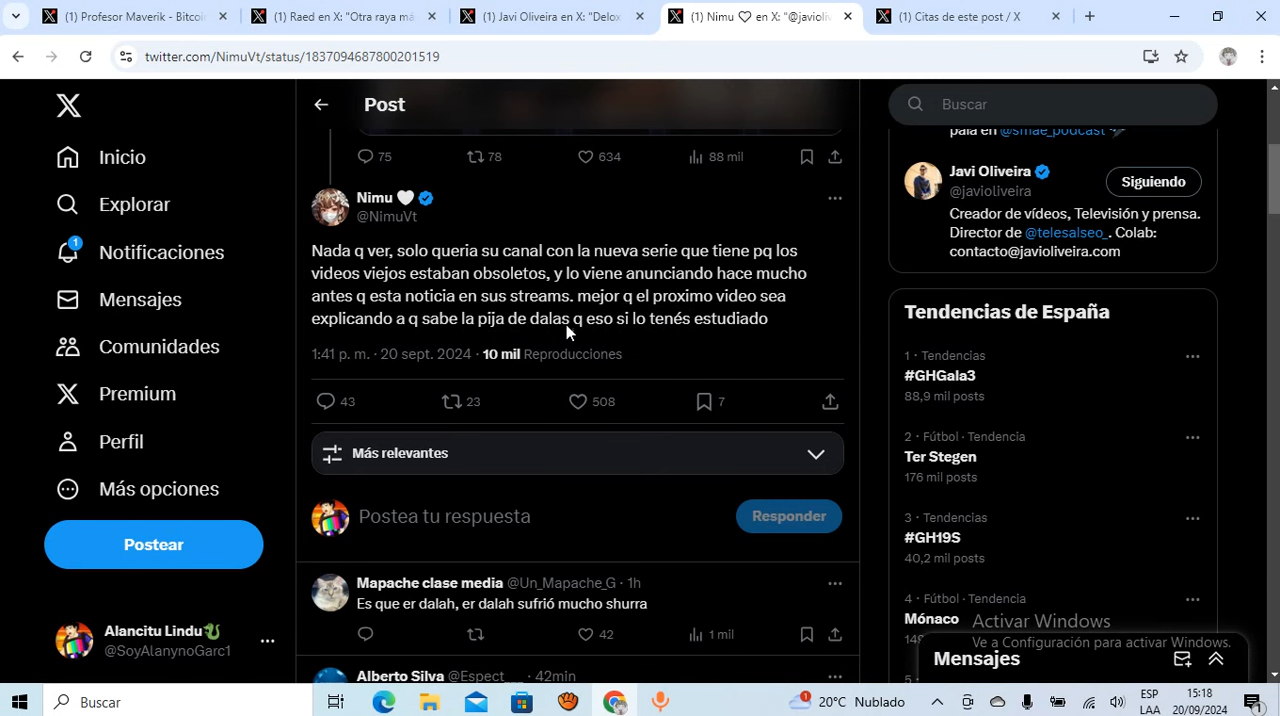 (1) Profesor Maverik - Bitcoin
(1) Raed en X: "Otra raya má
(1) Javi Oliveira en X: "Delox
(1) Nimu 🤍 en X: "@javioliv
(1) Citas de este post / X
twitter.com/NimuVt/status/1837094687800201519
Post
Buscar
Inicio
Explorar
1
Notificaciones
Mensajes
Comunidades
Premium
Perfil
Más opciones
Postear
Alancitu Lindu🐍
@SoyAlanynoGarc1
75 78 634 88 mil
Nimu 🤍
@NimuVt
Nada q ver, solo queria su canal con la nueva serie que tiene pq los
videos viejos estaban obsoletos, y lo viene anunciando hace mucho
antes q esta noticia en sus streams. mejor q el proximo video sea
explicando a q sabe la pija de dalas q eso si lo tenés estudiado
1:41 p. m. · 20 sept. 2024 · 10 mil Reproducciones
43 23 508 7
Más relevantes
Postea tu respuesta
Responder
Mapache clase media @Un_Mapache_G · 1h
Es que er dalah, er dalah sufrió mucho shurra
42 1 mil
Alberto Silva @Espect___ · 42min
pala en @smae_podcast
Javi Oliveira
@javioliveira
Siguiendo
Creador de vídeos, Televisión y prensa.
Director de @telesalseo_. Colab:
contacto@javioliveira.com
Tendencias de España
1 · Tendencias
#GHGala3
88,9 mil posts
2 · Fútbol · Tendencia
Ter Stegen
176 mil posts
3 · Tendencias
#GH19S
40,2 mil posts
4 · Fútbol · Tendencia
Mónaco
Activar Windows
Ve a Configuración para activar Windows.
Mensajes
Buscar
1
20°C Nublado
ESP
LAA
15:18
20/09/2024
1